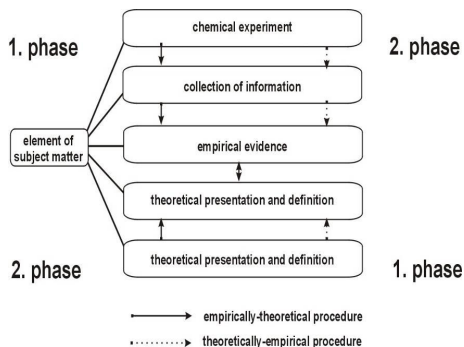 chemical experiment
1. phase
2. phase
collection of information
element of
subject matter
empirical evidence
theoretical presentation and definition
2. phase
theoretical presentation and definition
1. phase
empirically-theoretical procedure
theoretically-empirical procedure